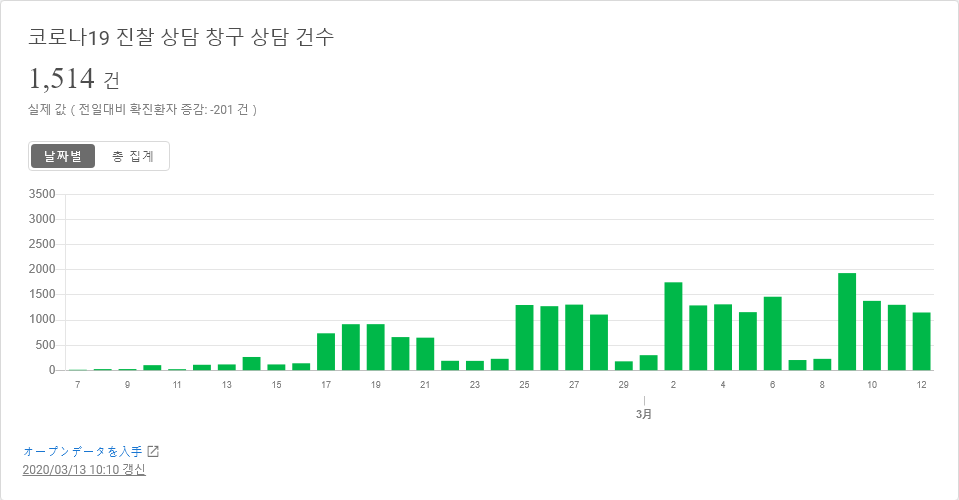 코로나19 진찰 상담 창구 상담 건수
1,514 건
실제 값 ( 전일대비 확진환자 증감: -201 건 )
날짜별 총 집계
3500
3000
2500
2000
1500
1000
500
0
7 9 11 13 15 17 19 21 23 25 27 29 2 4 6 8 10 12
3月
オープンデータを入手
2020/03/13 10:10 갱신